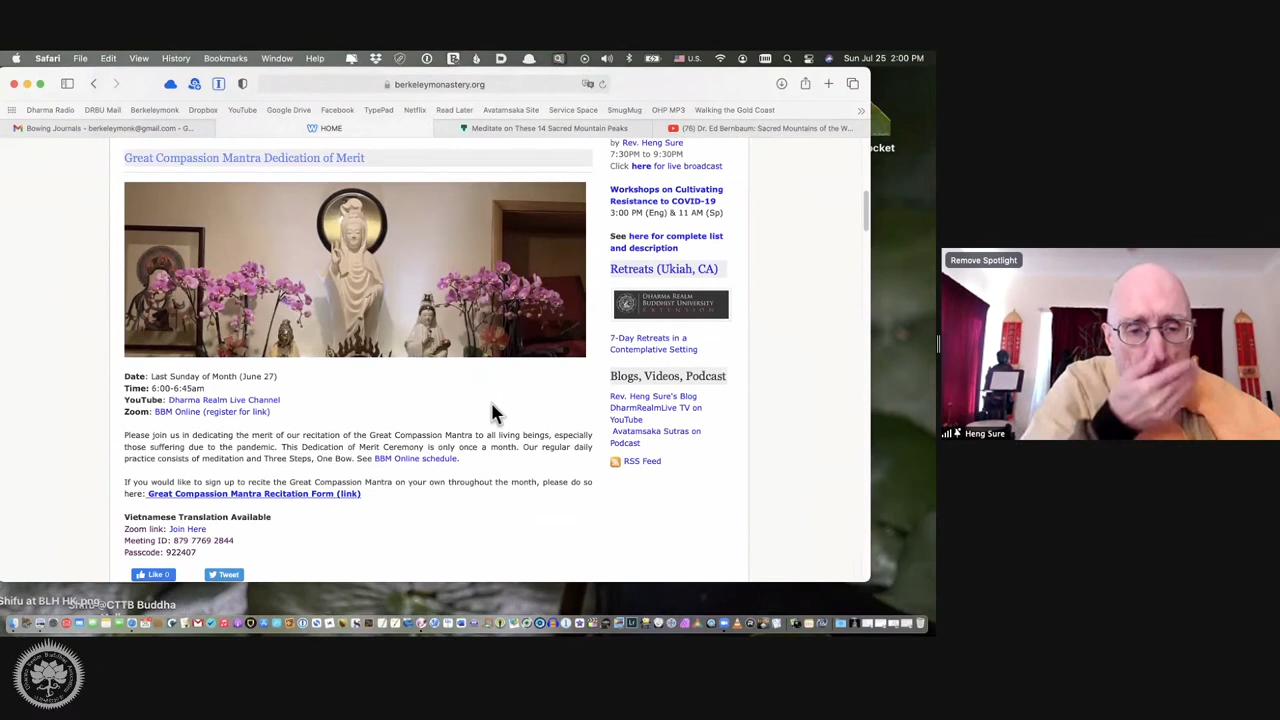 Safari File Edit View History Bookmarks Window Help
U.S.
Sun Jul 25 2:00 PM
berkeleymonastery.org
Dharma Radio DRBU Mail Berkeleymonk Dropbox YouTube Google Drive Facebook TypePad Netflix Read Later Avatamsaka Site Service Space SmugMug OHP MP3 Walking the Gold Coast
Bowing Journals - berkeleymonk@gmail.com - G...
HOME
Meditate on These 14 Sacred Mountain Peaks
(76) Dr. Ed Bernbaum: Sacred Mountains of the W...
Great Compassion Mantra Dedication of Merit
Date: Last Sunday of Month (June 27)
Time: 6:00-6:45am
YouTube: Dharma Realm Live Channel
Zoom: BBM Online (register for link)
Please join us in dedicating the merit of our recitation of the Great Compassion Mantra to all living beings, especially
those suffering due to the pandemic. This Dedication of Merit Ceremony is only once a month. Our regular daily
practice consists of meditation and Three Steps, One Bow. See BBM Online schedule.
If you would like to sign up to recite the Great Compassion Mantra on your own throughout the month, please do so
here: Great Compassion Mantra Recitation Form (link)
Vietnamese Translation Available
Zoom link: Join Here
Meeting ID: 879 7769 2844
Passcode: 922407
Like 0
Tweet
by Rev. Heng Sure
7:30PM to 9:30PM
Click here for live broadcast
Workshops on Cultivating
Resistance to COVID-19
3:00 PM (Eng) & 11 AM (Sp)
See here for complete list
and description
Retreats (Ukiah, CA)
DHARMA REALM
BUDDHIST UNIVERSITY
EXTENSION
7-Day Retreats in a
Contemplative Setting
Blogs, Videos, Podcast
Rev. Heng Sure's Blog
DharmRealmLive TV on
YouTube
Avatamsaka Sutras on
Podcast
RSS Feed
ocket
Shifu at BLH HK.png
Shifu @CTTB Buddha
Remove Spotlight
Heng Sure